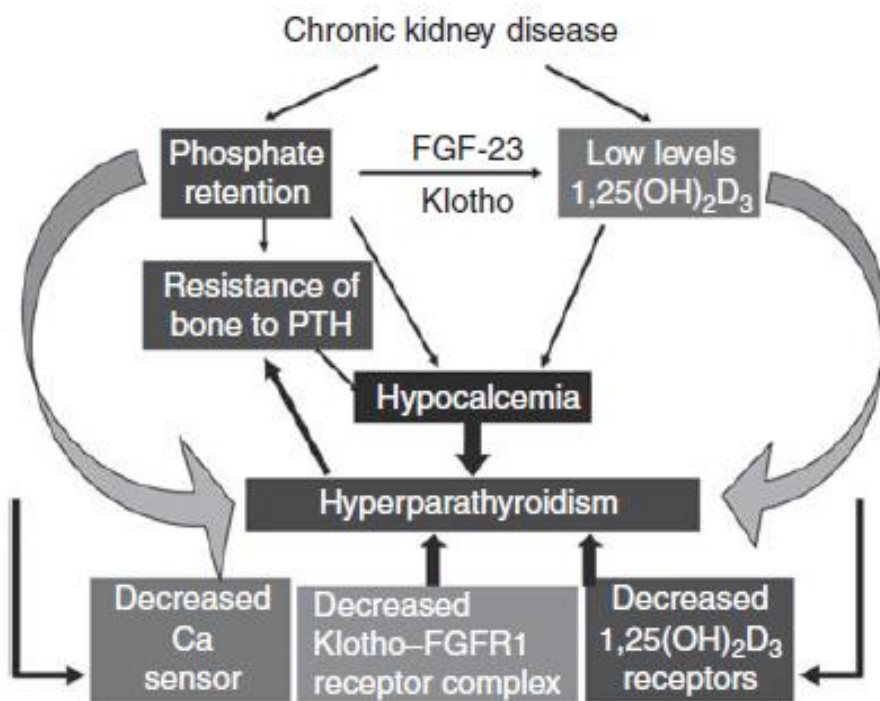 Chronic kidney disease
Phosphate
retention
FGF-23
Klotho
Low levels
1,25(OH)₂D₃
Resistance of
bone to PTH
Hypocalcemia
Hyperparathyroidism
Decreased
Ca
sensor
Decreased
Klotho–FGFR1
receptor complex
Decreased
1,25(OH)₂D₃
receptors